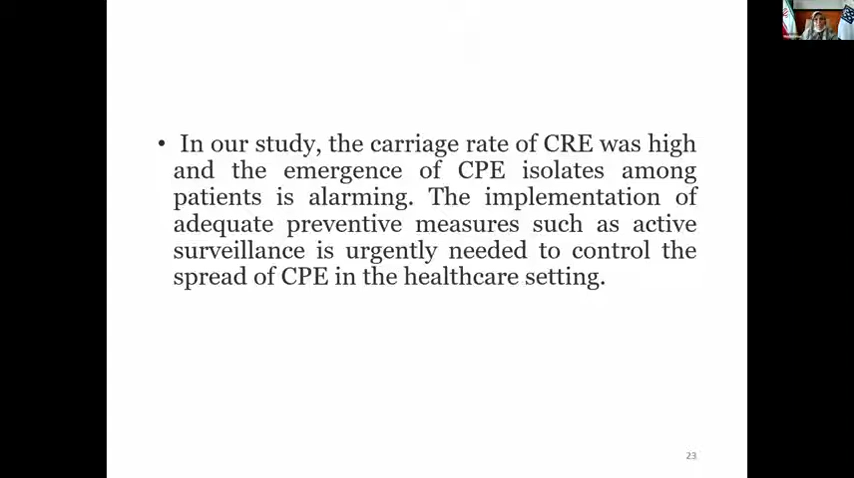 • In our study, the carriage rate of CRE was high
and the emergence of CPE isolates among
patients is alarming. The implementation of
adequate preventive measures such as active
surveillance is urgently needed to control the
spread of CPE in the healthcare setting.
23